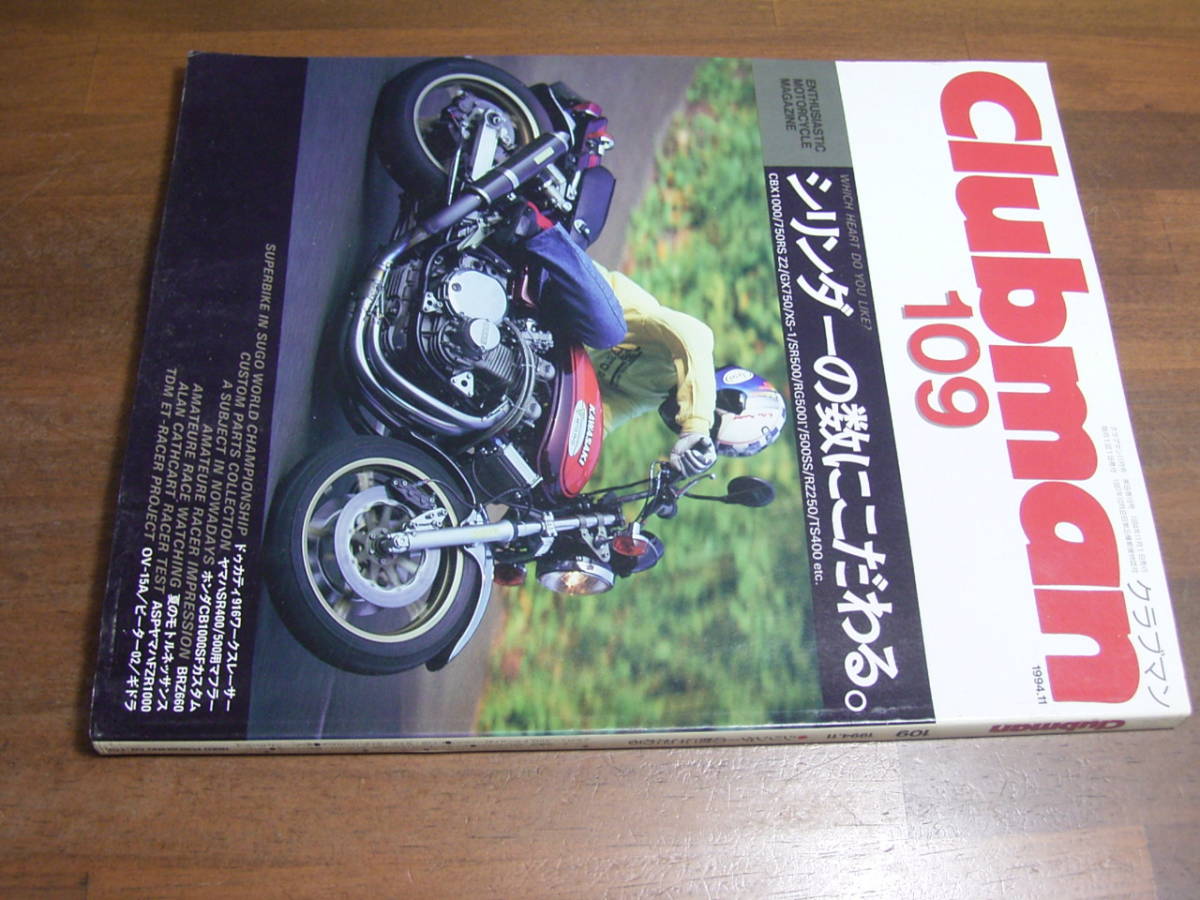 Clubman
クラブマン
1994.11
109
ENTHUSIASTIC
MOTORCYCLE
MAGAZINE
WHICH HEART DO YOU LIKE?
シリンダーの数にこだわる。
CBX1000/750RS Z2/GX750/XS-1/SR500/RG500Γ/500SS/RZ250/TS400 etc.
KAWASAKI
SUPERBIKE IN SUGO WORLD CHAMPIONSHIP ドゥカティ916ワークスレーサー
CUSTOM PARTS COLLECTION ヤマハSR400/500用マフラー
A SUBJECT IN NOWADAYS ホンダCB1000SFカスタム
AMATEURE RACER IMPRESSION BRZ660
AMATEURE RACE WATCHING 夏のモトルネッサンス
ALAN CATHCART RACER TEST ASPヤマハFZR1000
TDM ET-RACER PROJECT OV-15A/ビーターV2/ギドラ
Clubman
109
1994.11